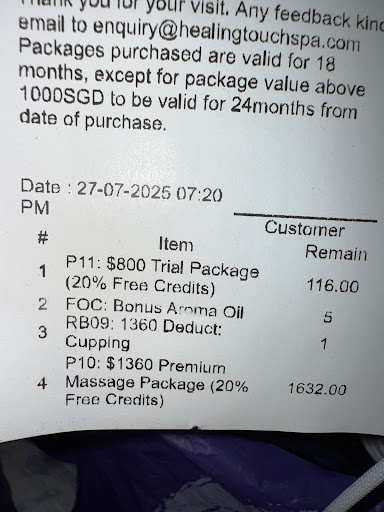 Thank you for your visit. Any feedback
email to enquiry@healingtouchspa.com
Packages purchased are valid for 18
months, except for package value above
1000SGD to be valid for 24months from
date of purchase.
Date : 27-07-2025 07:20
PM
Customer
# Item Remain
1 P11: $800 Trial Package (20% Free Credits) 116.00
2 FOC: Bonus Aroma Oil 5
3 RB09: 1360 Deduct: Cupping 1
4 P10: $1360 Premium Massage Package (20% Free Credits) 1632.00